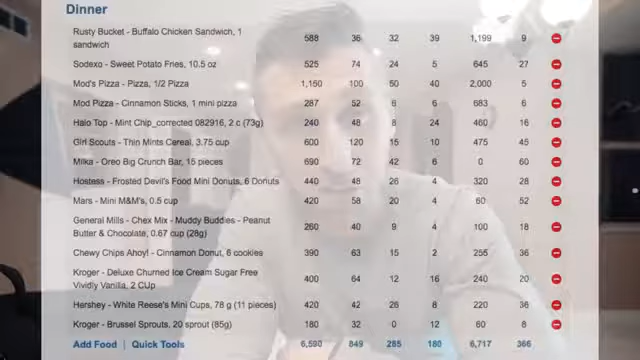 Dinner
Rusty Bucket - Buffalo Chicken Sandwich, 1 sandwich 588 36 32 39 1,199 9
Sodexo - Sweet Potato Fries, 10.5 oz 525 74 24 5 645 27
Mod's Pizza - Pizza, 1/2 Pizza 1,150 100 50 40 2,000 5
Mod Pizza - Cinnamon Sticks, 1 mini pizza 287 52 6 6 683 6
Halo Top - Mint Chip_corrected 082916, 2 c (73g) 240 48 8 24 460 16
Girl Scouts - Thin Mints Cereal, 3.75 cup 600 120 15 10 475 45
Milka - Oreo Big Crunch Bar, 15 pieces 690 72 42 6 0 60
Hostess - Frosted Devil's Food Mini Donuts, 6 Donuts 440 48 26 4 320 28
Mars - Mini M&M's, 0.5 cup 420 58 20 4 60 52
General Mills - Chex Mix - Muddy Buddies - Peanut
Butter & Chocolate, 0.67 cup (28g) 260 40 9 4 100 18
Chewy Chips Ahoy! - Cinnamon Donut, 6 cookies 390 63 15 2 255 36
Kroger - Deluxe Churned Ice Cream Sugar Free
Vividly Vanilla, 2 CUp 400 64 12 16 240 20
Hershey - White Reese's Mini Cups, 78 g (11 pieces) 420 42 26 8 220 36
Kroger - Brussel Sprouts, 20 sprout (85g) 180 32 0 12 60 8
Add Food | Quick Tools 6,590 849 285 180 6,717 366